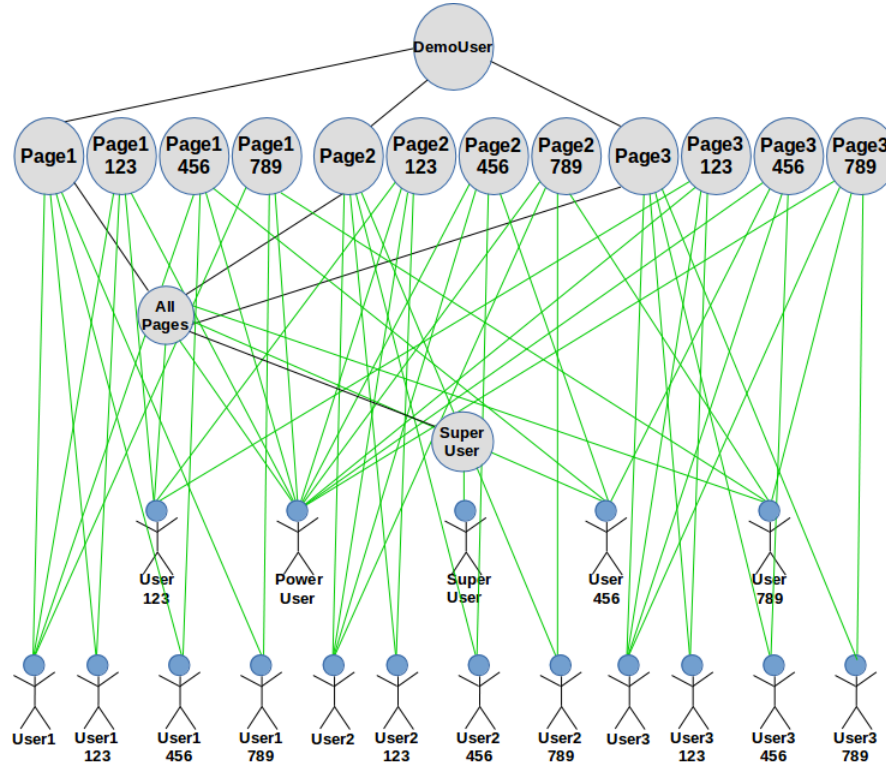 DemoUser
Page1
Page1
123
Page1
456
Page1
789
Page2
Page2
123
Page2
456
Page2
789
Page3
Page3
123
Page3
456
Page3
789
All
Pages
Super
User
User
123
Power
User
Super
User
User
456
User
789
User1
User1
123
User1
456
User1
789
User2
User2
123
User2
456
User2
789
User3
User3
123
User3
456
User3
789